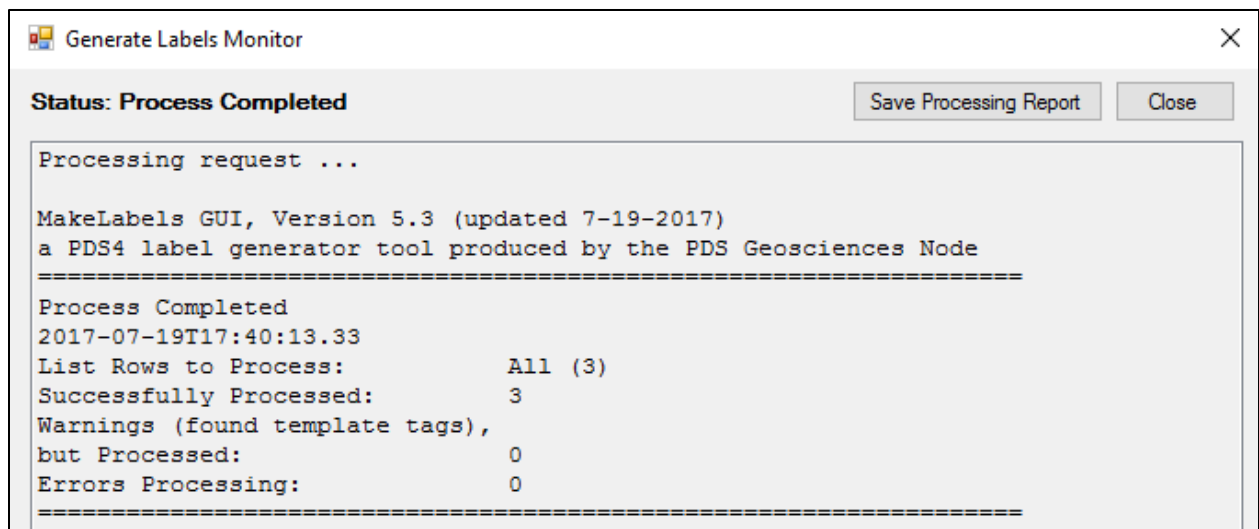 Generate Labels Monitor
Status: Process Completed
Save Processing Report
Close
Processing request ...
MakeLabels GUI, Version 5.3 (updated 7-19-2017)
a PDS4 label generator tool produced by the PDS Geosciences Node
====================================================================
Process Completed
2017-07-19T17:40:13.33
List Rows to Process: All (3)
Successfully Processed: 3
Warnings (found template tags),
but Processed: 0
Errors Processing: 0
====================================================================